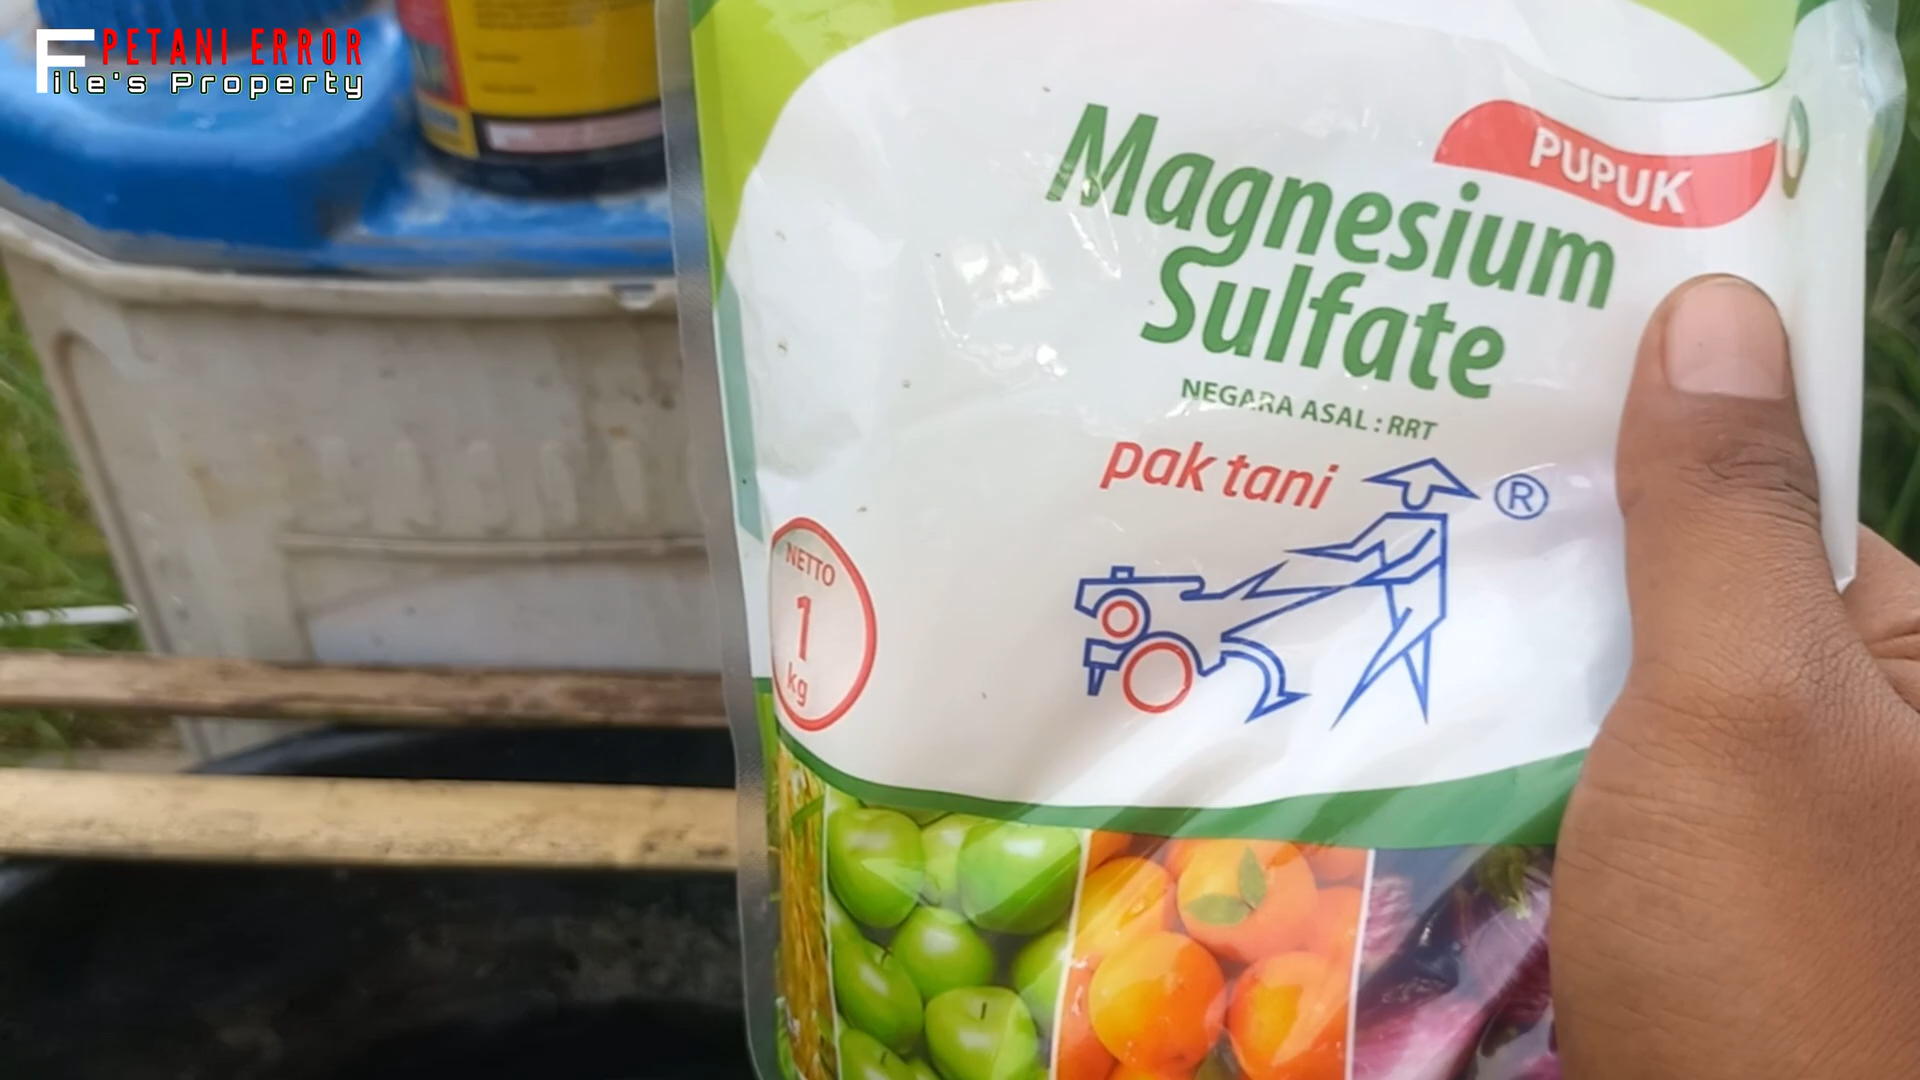 PETANI ERROR
File's Property
PUPUK
Magnesium
Sulfate
NEGARA ASAL : RRT
pak tani
®
NETTO
1
kg